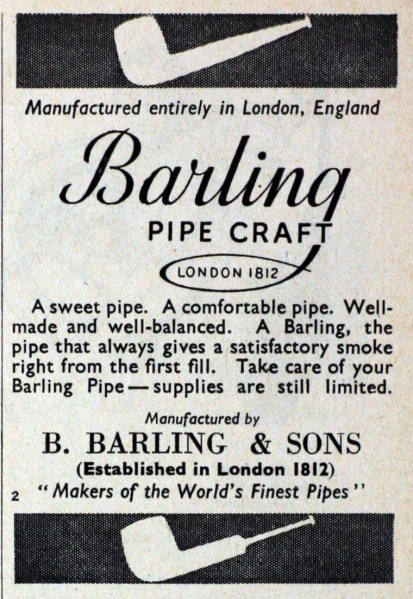 Manufactured entirely in London, England
Barling
PIPE CRAFT
LONDON 1812
A sweet pipe. A comfortable pipe. Well-
made and well-balanced. A Barling, the
pipe that always gives a satisfactory smoke
right from the first fill. Take care of your
Barling Pipe — supplies are still limited.
Manufactured by
B. BARLING & SONS
(Established in London 1812)
2 "Makers of the World's Finest Pipes"